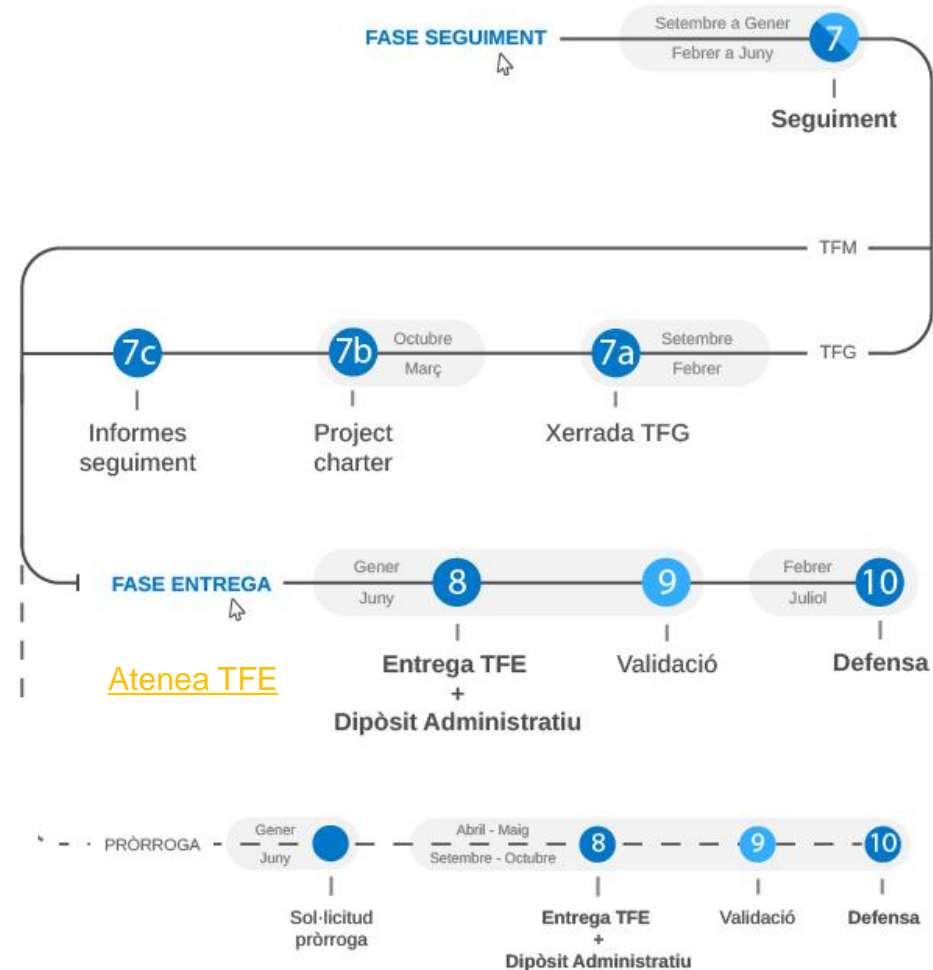 FASE SEGUIMENT
Setembre a Gener
Febrer a Juny
7
Seguiment
TFM
7c
7b
Octubre
Març
7a
Setembre
Febrer
TFG
Informes
seguiment
Project
charter
Xerrada TFG
FASE ENTREGA
Gener
Juny
8
9
Febrer
Juliol
10
Atenea TFE
Entrega TFE
+
Dipòsit Administratiu
Validació
Defensa
PRÒRROGA
Gener
Juny
Abril - Maig
Setembre - Octubre
8
9
10
Sol·licitud
pròrroga
Entrega TFE
+
Dipòsit Administratiu
Validació
Defensa